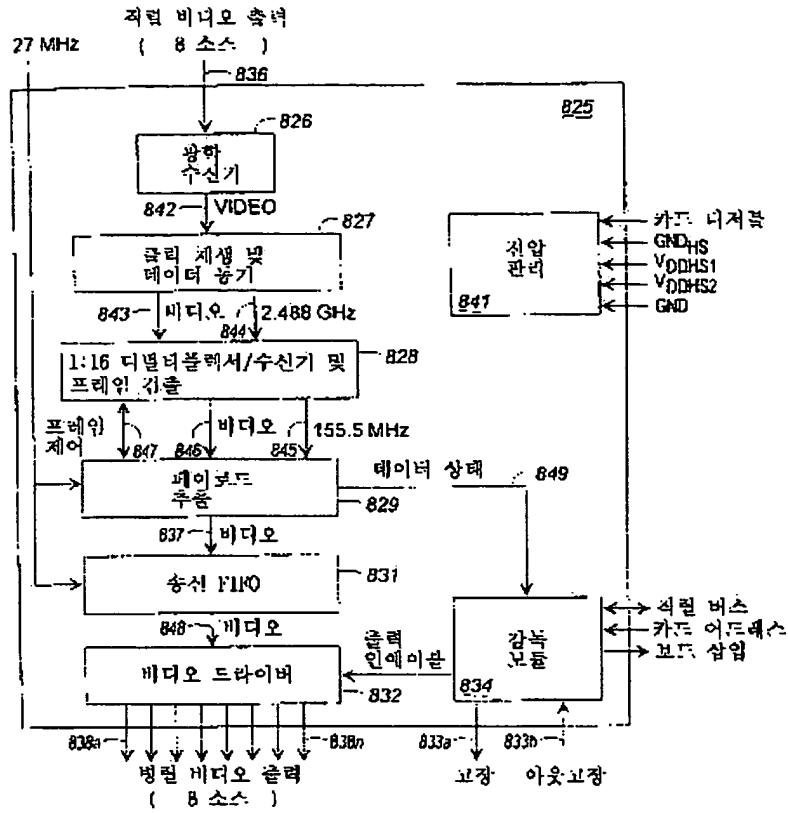 직렬 비디오 출력
( 8 소스 )
27 MHz
836
825
826
광학
수신기
842
VIDEO
827
클럭 재생 및
데이터 동기
843
비디오
2.488 GHz
844
828
1:16 디멀티플렉서/수신기 및
프레임 검출
프레임
제어
847
846
비디오
845
155.5 MHz
페이로드
추출
829
데이터 상태
849
837
비디오
송신 FIFO
831
848
비디오
비디오 드라이버
832
출력
인에이블
감독
모듈
834
직렬 버스
카드 어드레스
보드 삽입
전압
관리
841
카드
GNDHS
VDDHS1
VDDHS2
GND
838a
838n
833a
833b
병렬 비디오 출력
( 8 소스 )
고장
아웃고장